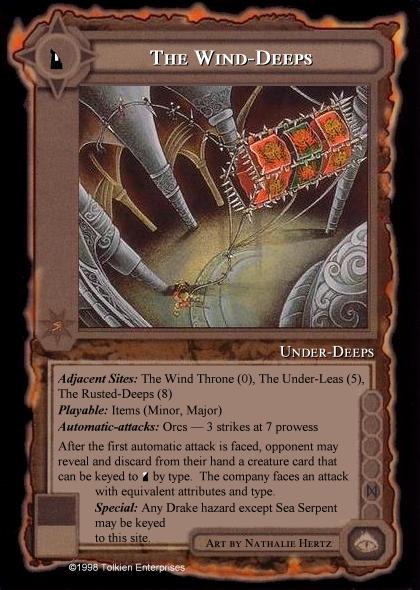 The Wind-Deeps
Under-Deeps
Adjacent Sites: The Wind Throne (0), The Under-Leas (5),
The Rusted-Deeps (8)
Playable: Items (Minor, Major)
Automatic-attacks: Orcs — 3 strikes at 7 prowess
After the first automatic attack is faced, opponent may
reveal and discard from their hand a creature card that
can be keyed to by type. The company faces an attack
with equivalent attributes and type.
Special: Any Drake hazard except Sea Serpent
may be keyed
to this site.
Art by Nathalie Hertz
©1998 Tolkien Enterprises